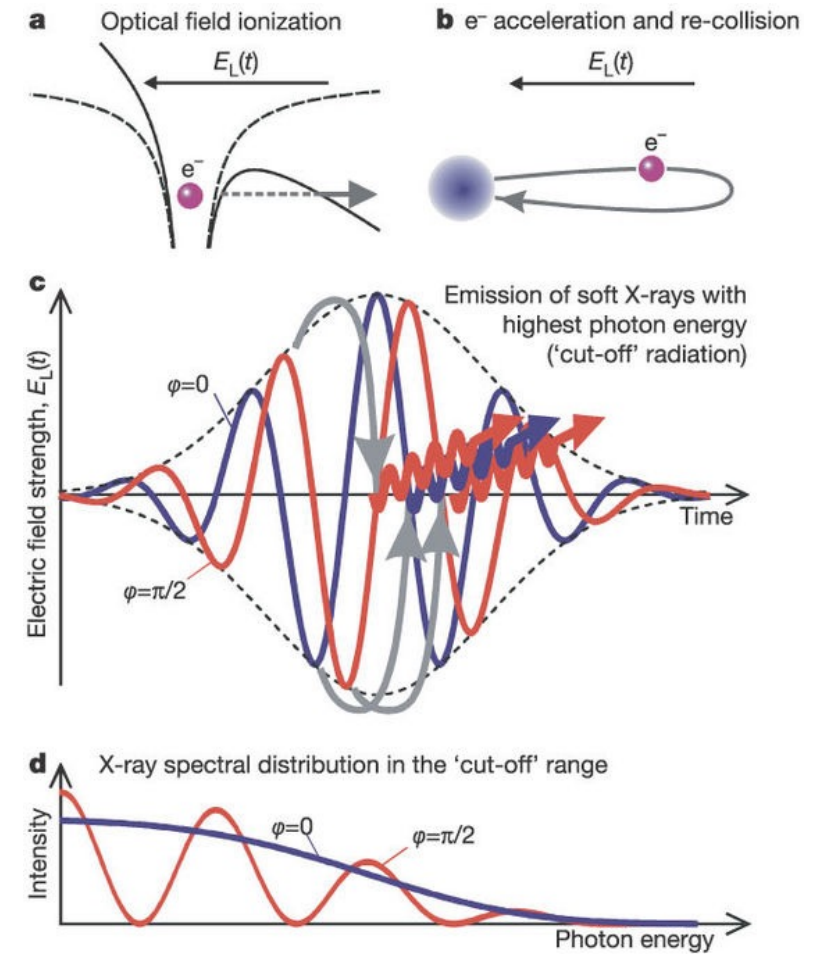 a Optical field ionization
E_L(t)
e⁻
b e⁻ acceleration and re-collision
E_L(t)
e⁻
c
Emission of soft X-rays with
highest photon energy
(‘cut-off’ radiation)
Electric field strength, E_L(t)
φ=0
φ=π/2
Time
d X-ray spectral distribution in the ‘cut-off’ range
Intensity
φ=0
φ=π/2
Photon energy